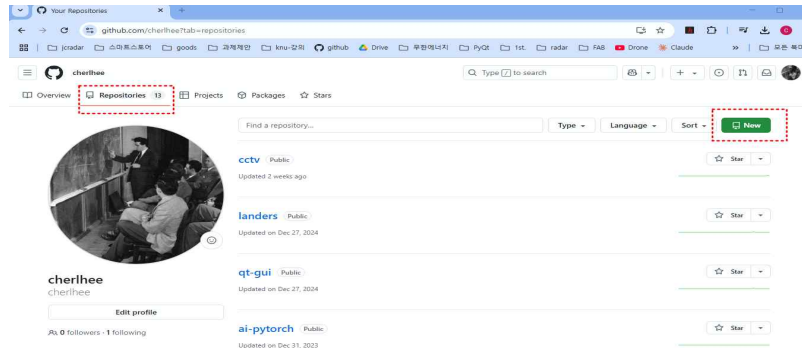 Your Repositories
github.com/cherlhee?tab=repositories
jcradar 스마트스토어 goods 과제제안 knu-강의 github Drive 우한에너지 PyQt 1st. radar FA8 Drone Claude » 모든 북마
cherlhee
Type / to search
Overview Repositories 13 Projects Packages Stars
Find a repository...
Type Language Sort New
cctv Public
Star
Updated 2 weeks ago
landers Public
Star
Updated on Dec 27, 2024
qt-gui Public
Star
Updated on Dec 27, 2024
cherlhee
cherlhee
Edit profile
0 followers · 1 following
ai-pytorch Public
Star
Updated on Dec 31, 2023